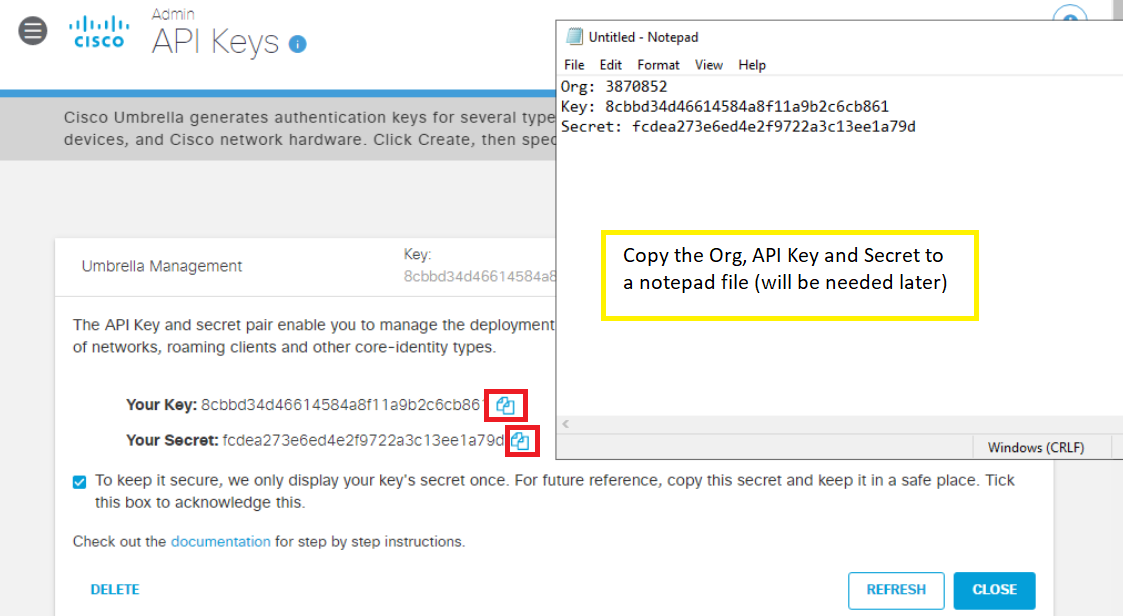 Admin
CISCO
API Keys
Cisco Umbrella generates authentication keys for several type
devices, and Cisco network hardware. Click Create, then spec
Untitled - Notepad
File Edit Format View Help
Org: 3870852
Key: 8cbbd34d46614584a8f11a9b2c6cb861
Secret: fcdea273e6ed4e2f9722a3c13ee1a79d
Copy the Org, API Key and Secret to
a notepad file (will be needed later)
Windows (CRLF)
Umbrella Management
Key:
8cbbd34d46614584a8
The API Key and secret pair enable you to manage the deployment
of networks, roaming clients and other core-identity types.
Your Key: 8cbbd34d46614584a8f11a9b2c6cb861
Your Secret: fcdea273e6ed4e2f9722a3c13ee1a79d
To keep it secure, we only display your key's secret once. For future reference, copy this secret and keep it in a safe place. Tick
this box to acknowledge this.
Check out the documentation for step by step instructions.
DELETE
REFRESH
CLOSE